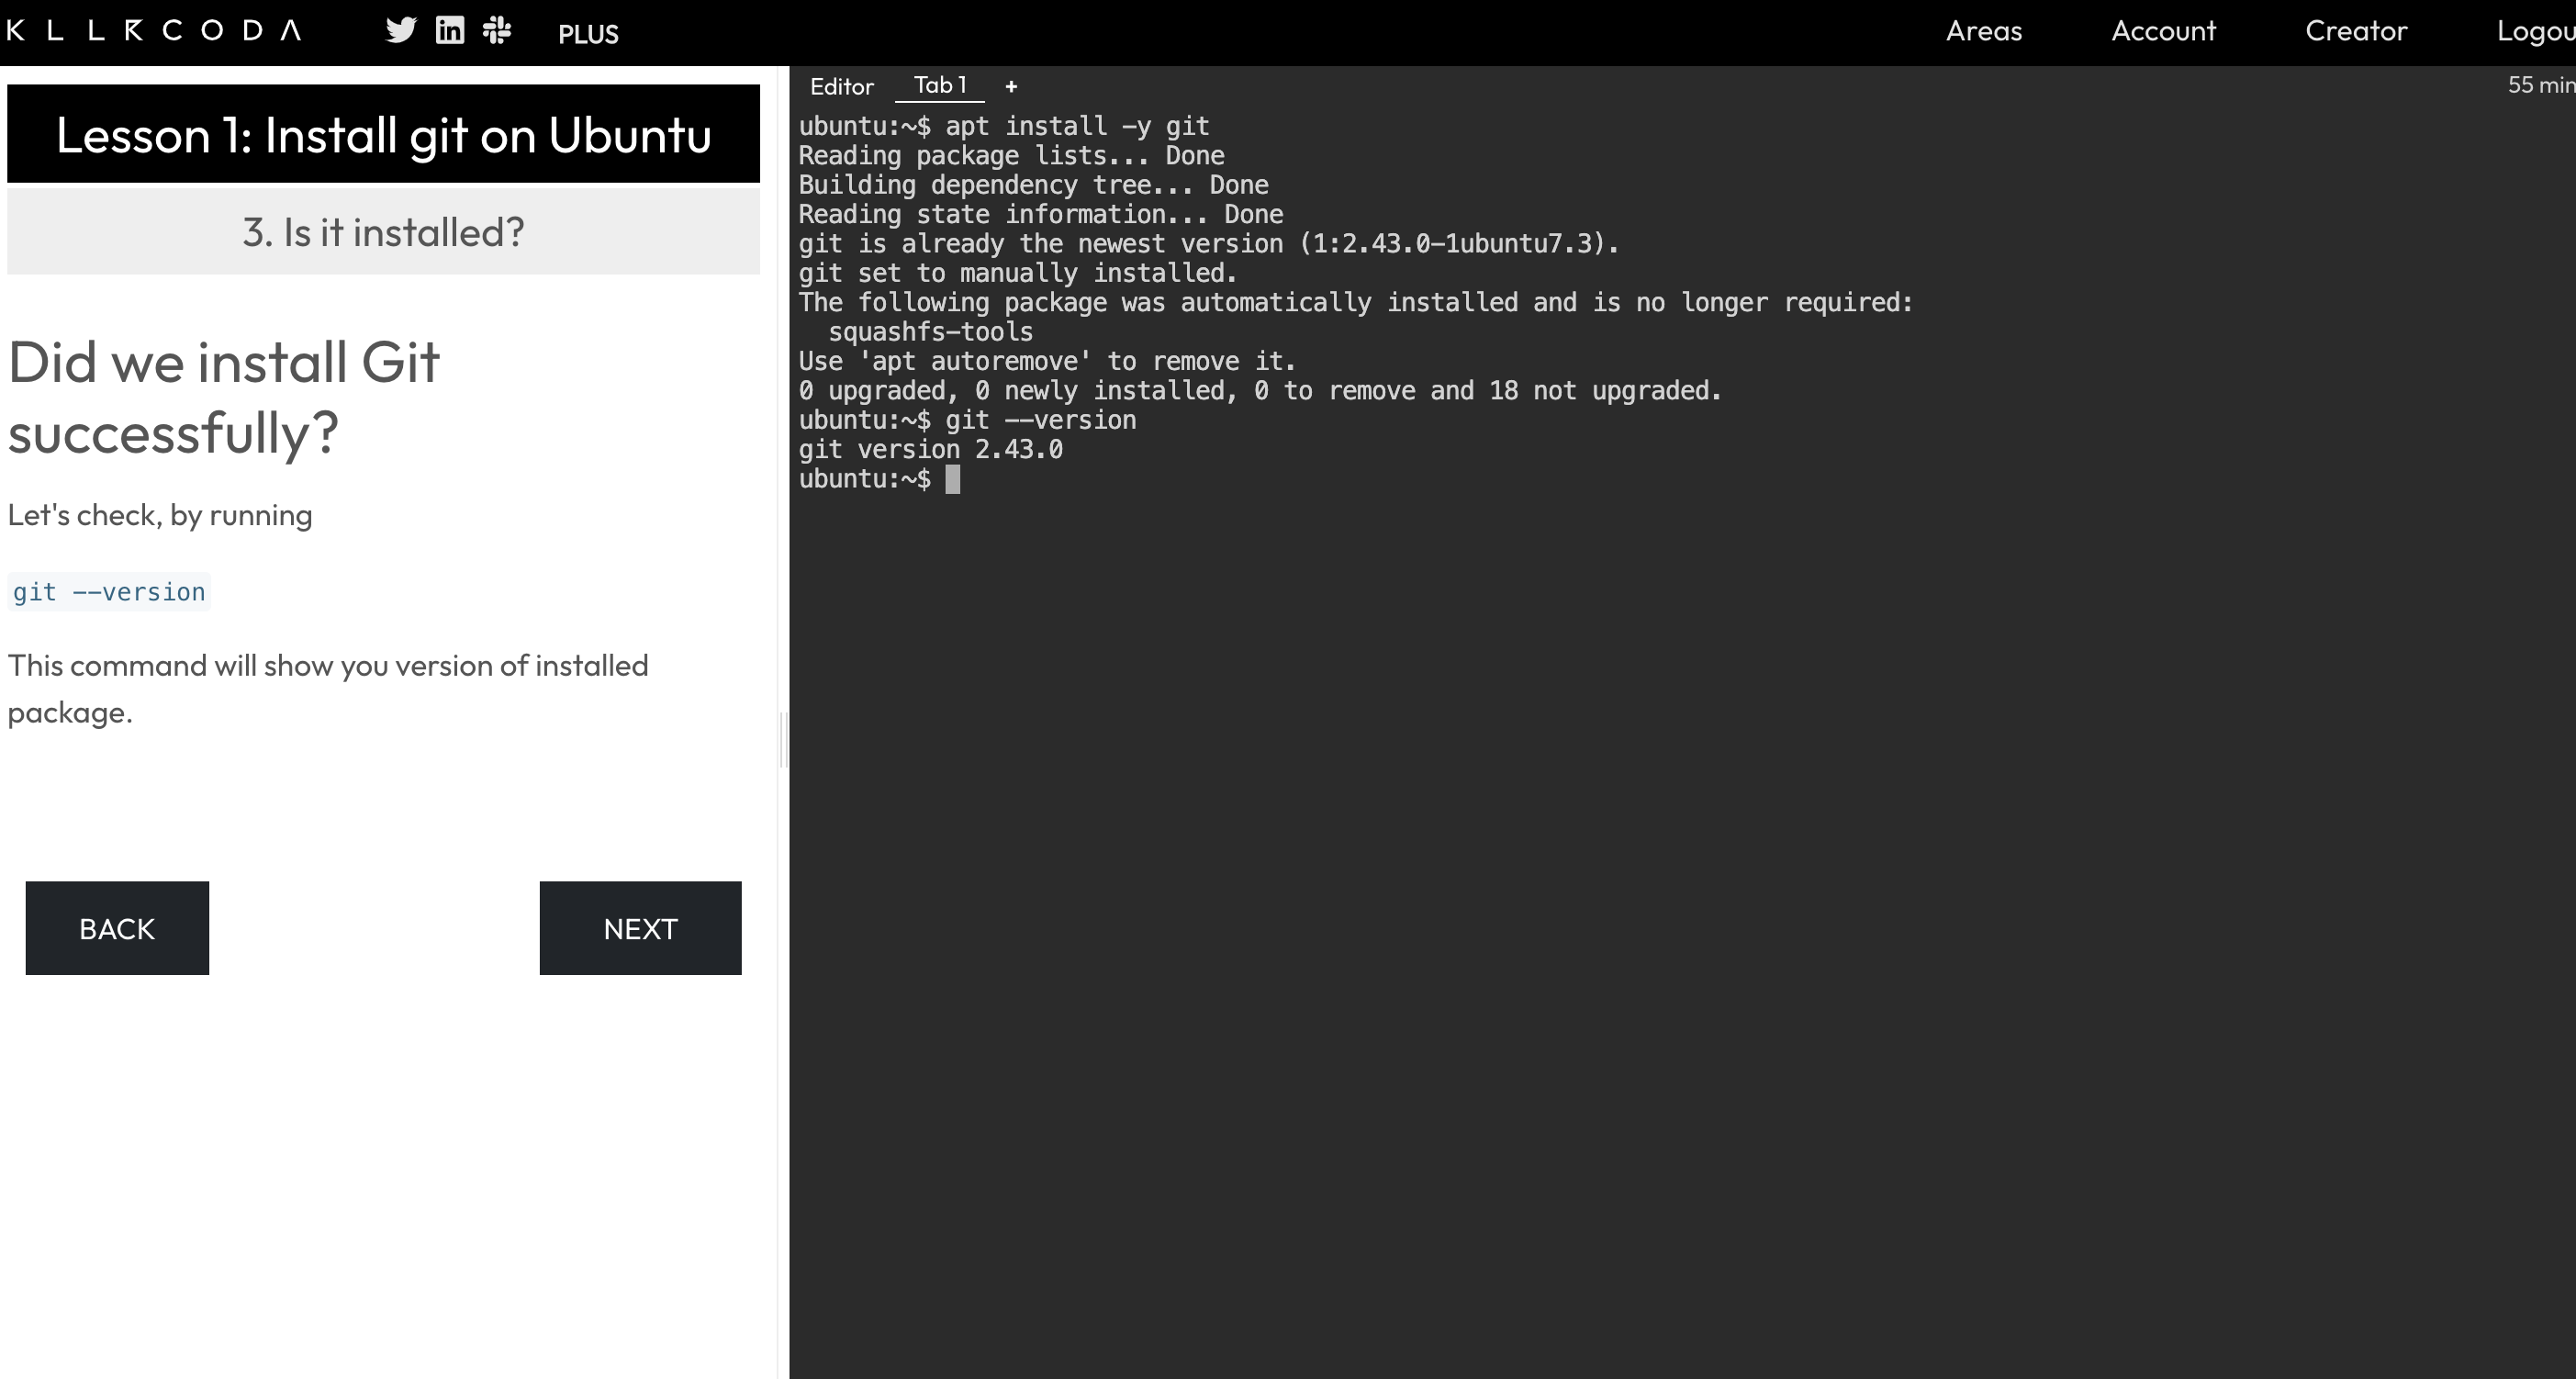 KILLERCODA PLUS Areas Account Creator Logou
Lesson 1: Install git on Ubuntu
3. Is it installed?
Did we install Git
successfully?
Let's check, by running
git --version
This command will show you version of installed
package.
BACK NEXT
Editor Tab 1 + 55 min
ubuntu:~$ apt install -y git
Reading package lists... Done
Building dependency tree... Done
Reading state information... Done
git is already the newest version (1:2.43.0-1ubuntu7.3).
git set to manually installed.
The following package was automatically installed and is no longer required:
  squashfs-tools
Use 'apt autoremove' to remove it.
0 upgraded, 0 newly installed, 0 to remove and 18 not upgraded.
ubuntu:~$ git --version
git version 2.43.0
ubuntu:~$